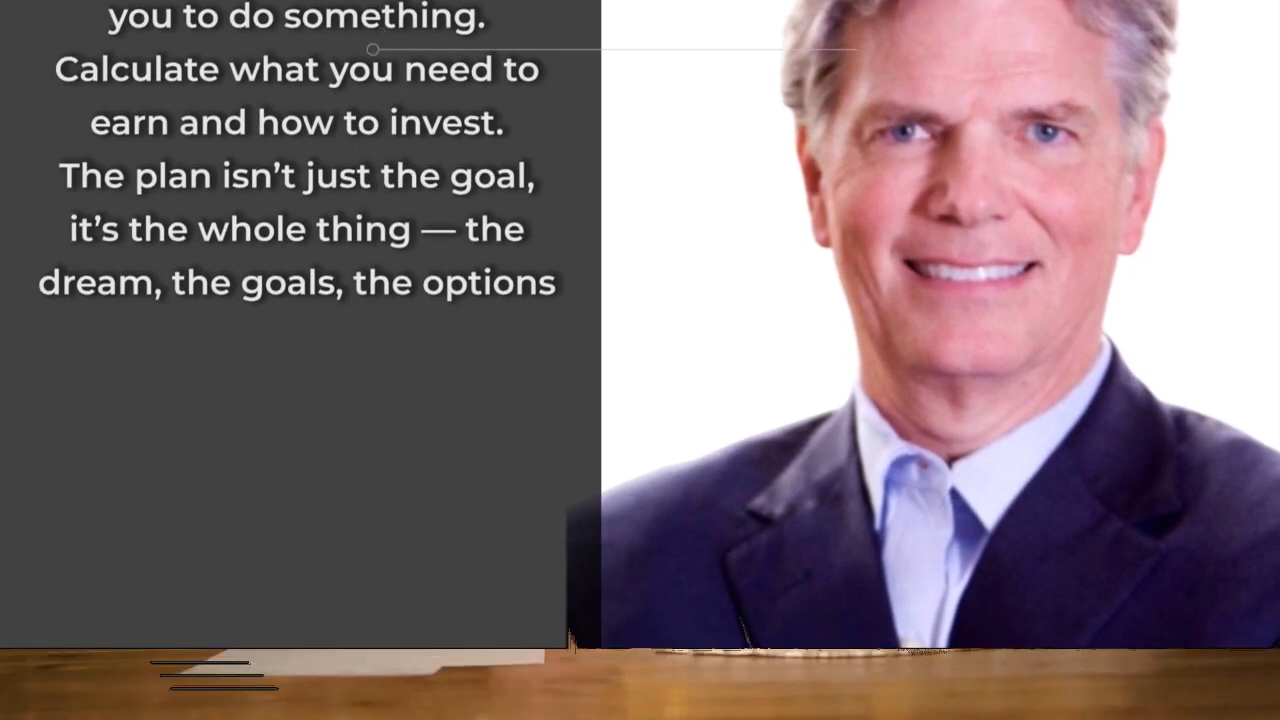 you to do something.
Calculate what you need to
earn and how to invest.
The plan isn’t just the goal,
it’s the whole thing — the
dream, the goals, the options